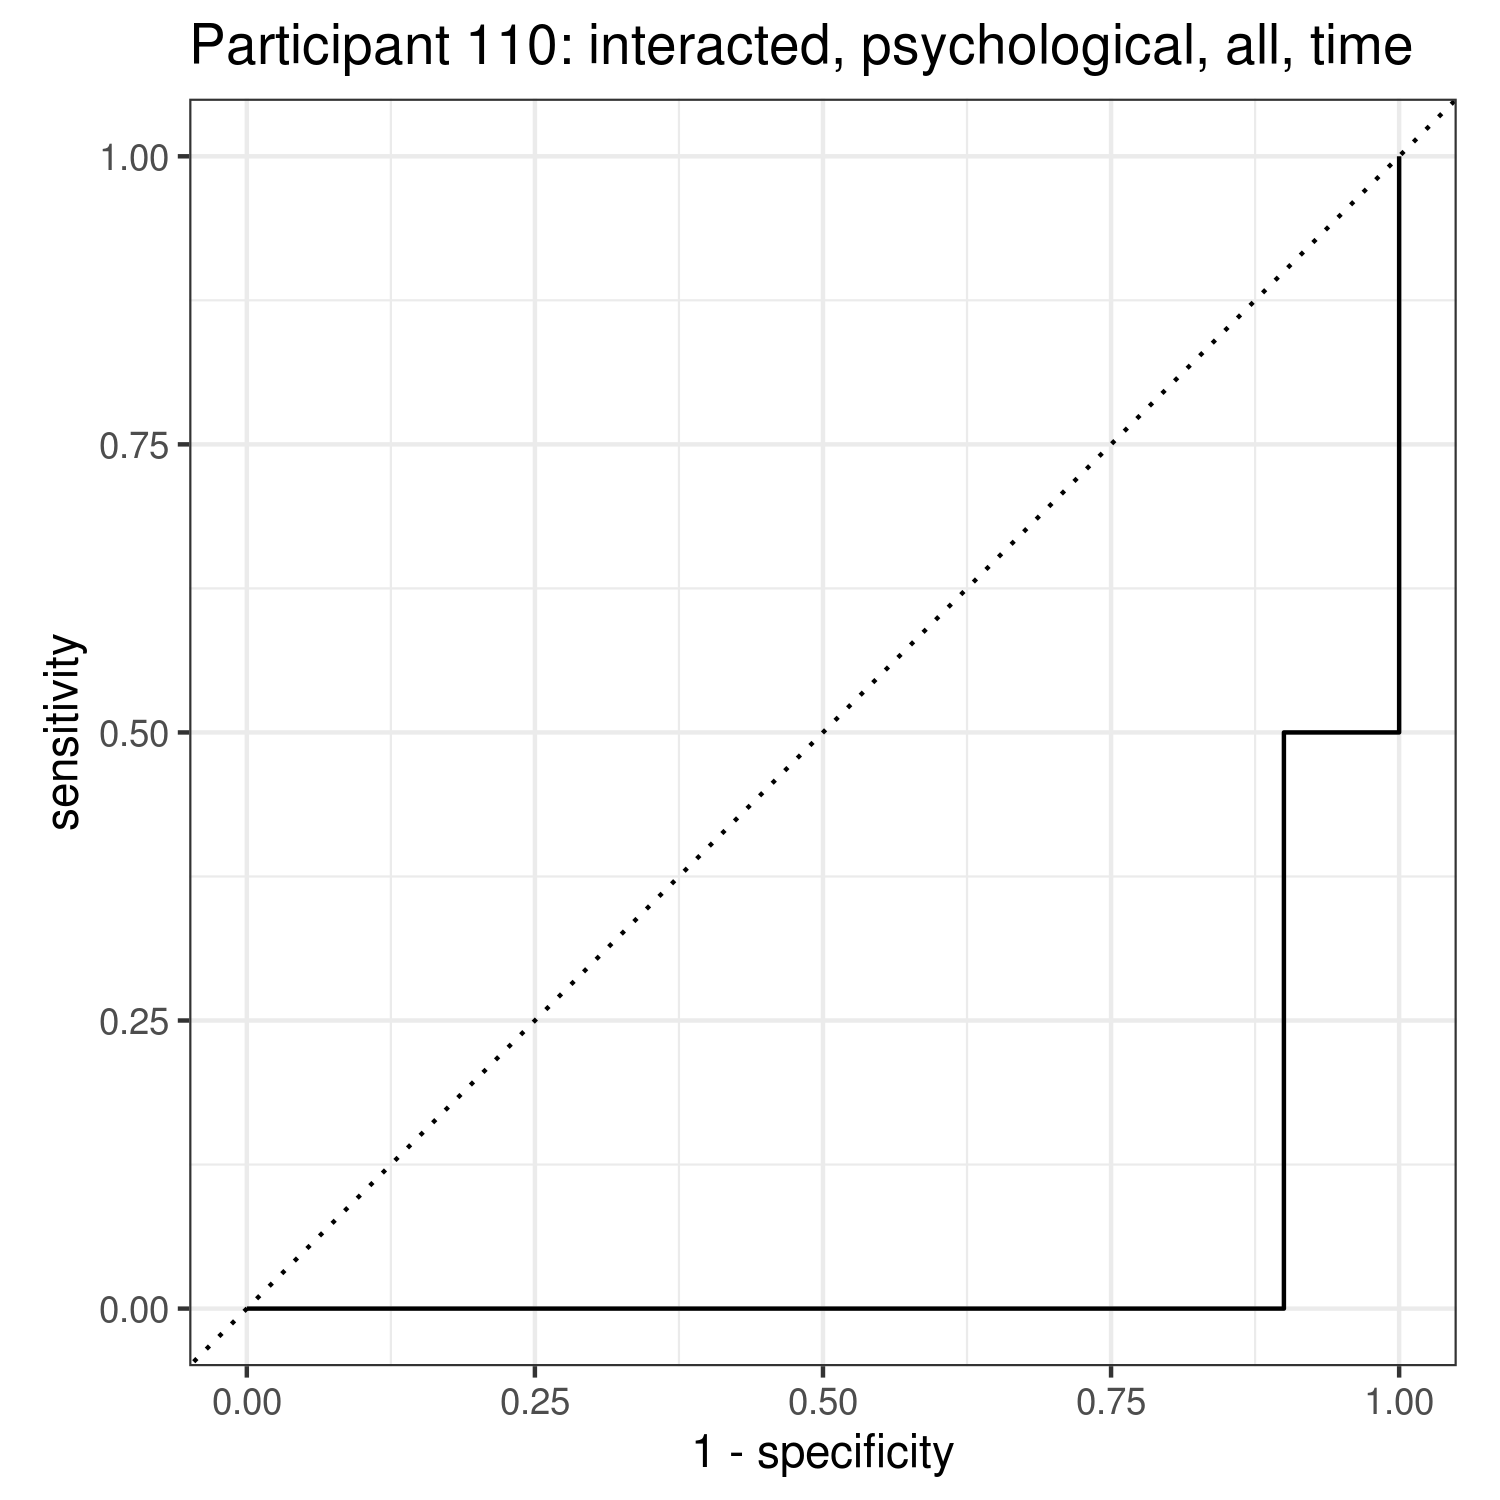 Participant 110: interacted, psychological, all, time
1.00
0.75
0.50
0.25
0.00
sensitivity
0.00 0.25 0.50 0.75 1.00
1 - specificity